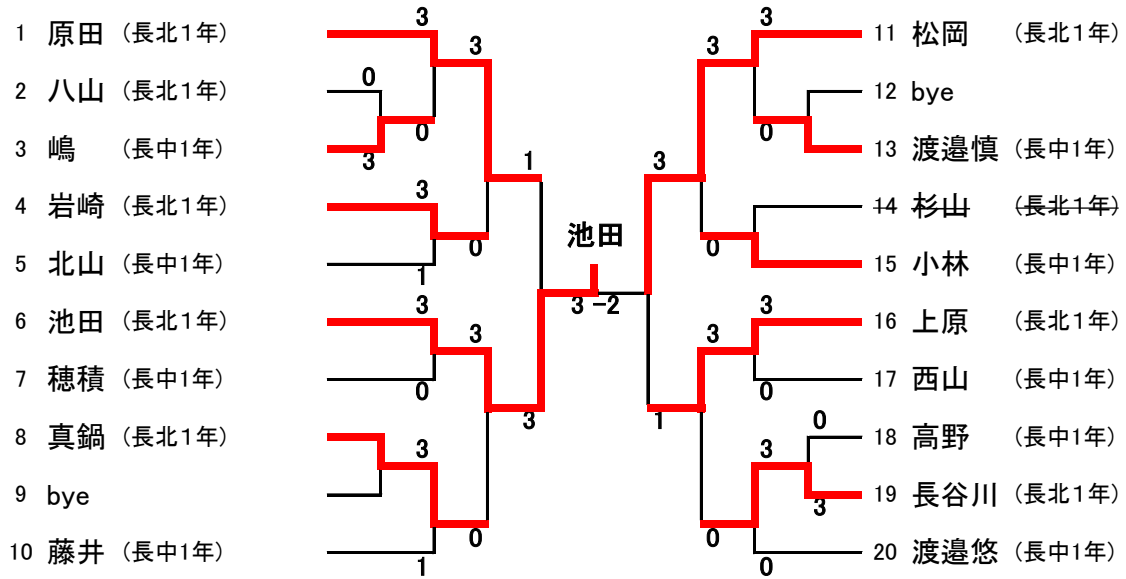 1 原田 （長北１年）
2 八山 （長北１年）
3 嶋 （長中1年）
4 岩崎 （長北１年）
5 北山 （長中1年）
6 池田 （長北１年）
7 穂積 （長中1年）
8 真鍋 （長北１年）
9 bye
10 藤井 （長中1年）
3
0
3
3
0
3
1
3
0
3
1
3
0
3
0
1
3
池田
3 －2
3
1
3
0
3
0
3
0
3
0
3
0
0
3
11 松岡 （長北１年）
12 bye
13 渡邉慎 （長中1年）
14 杉山 （長北１年）
15 小林 （長中1年）
16 上原 （長北１年）
17 西山 （長中1年）
18 高野 （長中1年）
19 長谷川 （長北１年）
20 渡邉悠 （長中1年）